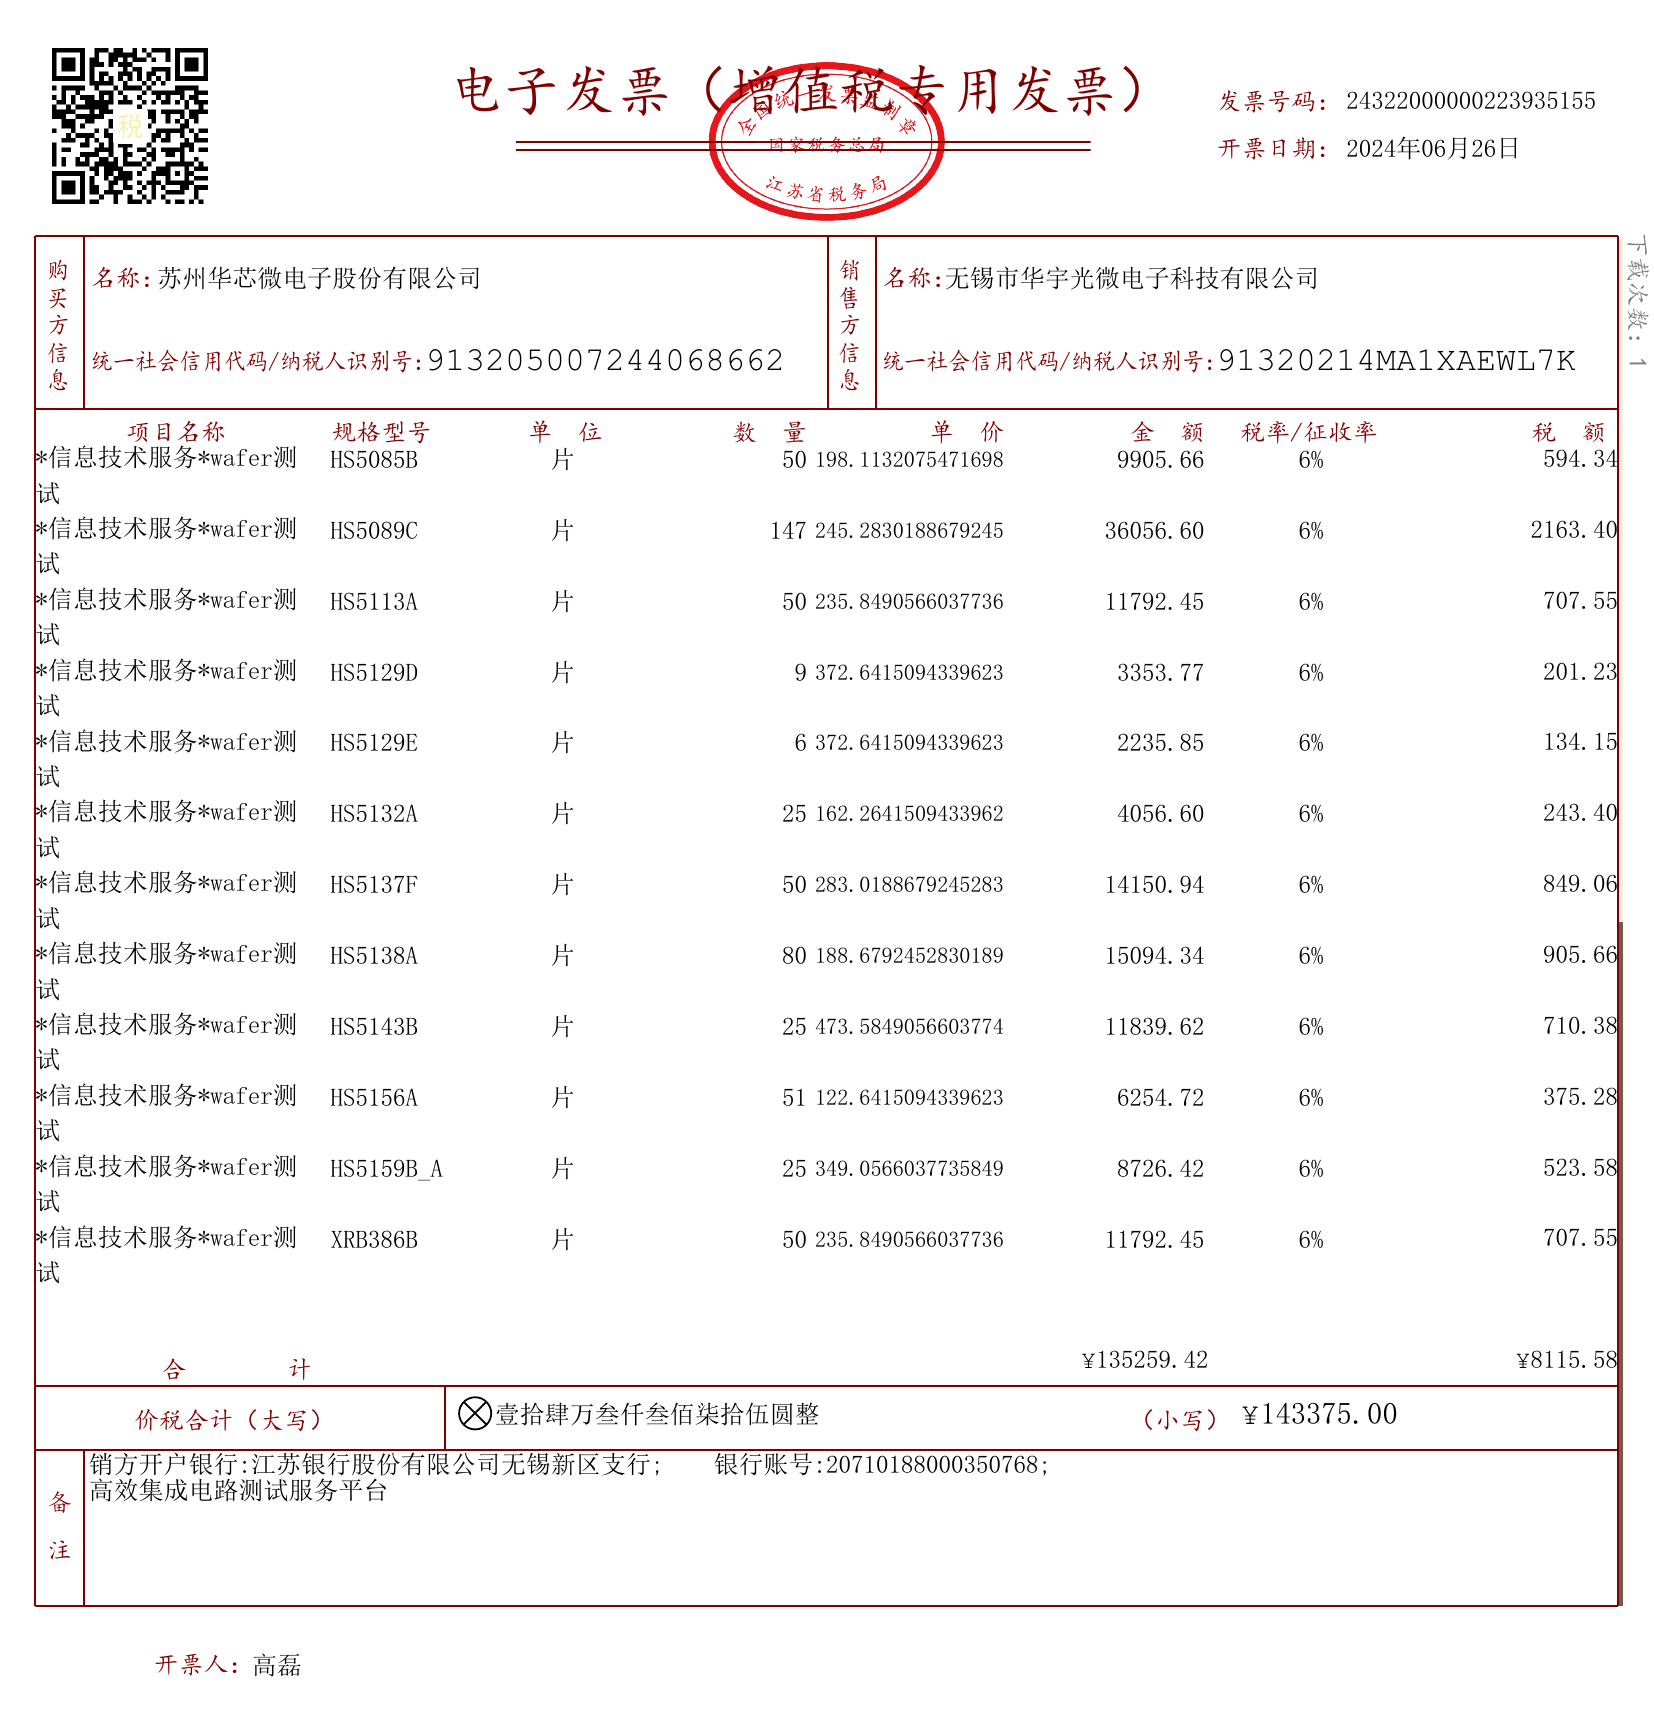 税
电子发票（增值税专用发票）
全国统一发票监制章
国家税务总局
江苏省税务局
发票号码： 24322000000223935155
开票日期： 2024年06月26日
下载次数：1
购买方信息
名称：苏州华芯微电子股份有限公司
统一社会信用代码/纳税人识别号：913205007244068662
销售方信息
名称：无锡市华宇光微电子科技有限公司
统一社会信用代码/纳税人识别号：91320214MA1XAEWL7K
项目名称 规格型号 单 位 数 量 单 价 金 额 税率/征收率 税 额
*信息技术服务*wafer测 HS5085B 片 50 198.1132075471698 9905.66 6% 594.34
试
*信息技术服务*wafer测 HS5089C 片 147 245.2830188679245 36056.60 6% 2163.40
试
*信息技术服务*wafer测 HS5113A 片 50 235.8490566037736 11792.45 6% 707.55
试
*信息技术服务*wafer测 HS5129D 片 9 372.6415094339623 3353.77 6% 201.23
试
*信息技术服务*wafer测 HS5129E 片 6 372.6415094339623 2235.85 6% 134.15
试
*信息技术服务*wafer测 HS5132A 片 25 162.2641509433962 4056.60 6% 243.40
试
*信息技术服务*wafer测 HS5137F 片 50 283.0188679245283 14150.94 6% 849.06
试
*信息技术服务*wafer测 HS5138A 片 80 188.6792452830189 15094.34 6% 905.66
试
*信息技术服务*wafer测 HS5143B 片 25 473.5849056603774 11839.62 6% 710.38
试
*信息技术服务*wafer测 HS5156A 片 51 122.6415094339623 6254.72 6% 375.28
试
*信息技术服务*wafer测 HS5159B_A 片 25 349.0566037735849 8726.42 6% 523.58
试
*信息技术服务*wafer测 XRB386B 片 50 235.8490566037736 11792.45 6% 707.55
试
合 计 ¥135259.42 ¥8115.58
价税合计（大写） 壹拾肆万叁仟叁佰柒拾伍圆整 （小写） ¥143375.00
备注
销方开户银行:江苏银行股份有限公司无锡新区支行; 银行账号:20710188000350768;
高效集成电路测试服务平台
开票人：高磊